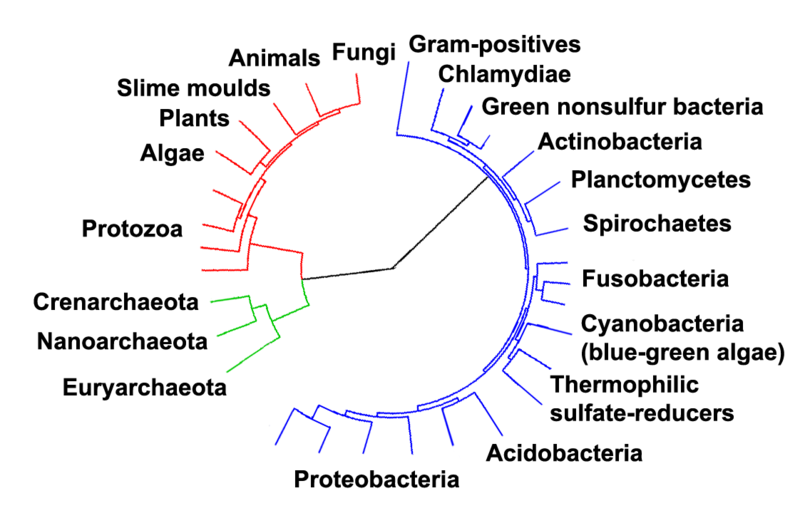 Fungi
Animals
Slime moulds
Plants
Algae
Protozoa
Crenarchaeota
Nanoarchaeota
Euryarchaeota
Gram-positives
Chlamydiae
Green nonsulfur bacteria
Actinobacteria
Planctomycetes
Spirochaetes
Fusobacteria
Cyanobacteria
(blue-green algae)
Thermophilic
sulfate-reducers
Acidobacteria
Proteobacteria